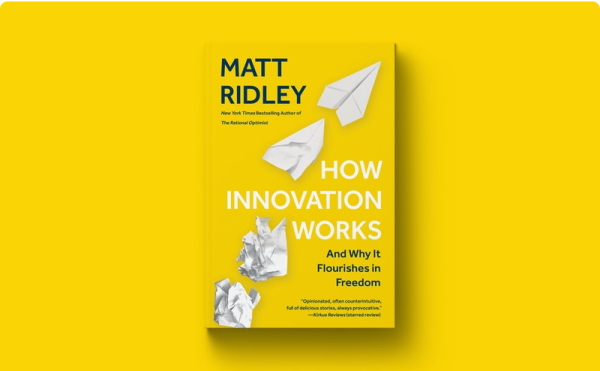 MATT
RIDLEY
New York Times Bestselling Author of
The Rational Optimist
HOW
INNOVATION
WORKS
And Why It
Flourishes in
Freedom
"Opinionated, often counterintuitive,
full of delicious stories, always provocative."
—Kirkus Reviews (starred review)